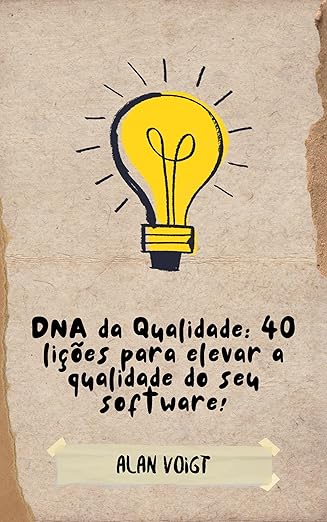 DNA da Qualidade: 40
lições para elevar a
qualidade do seu
software!
ALAN VOIGT